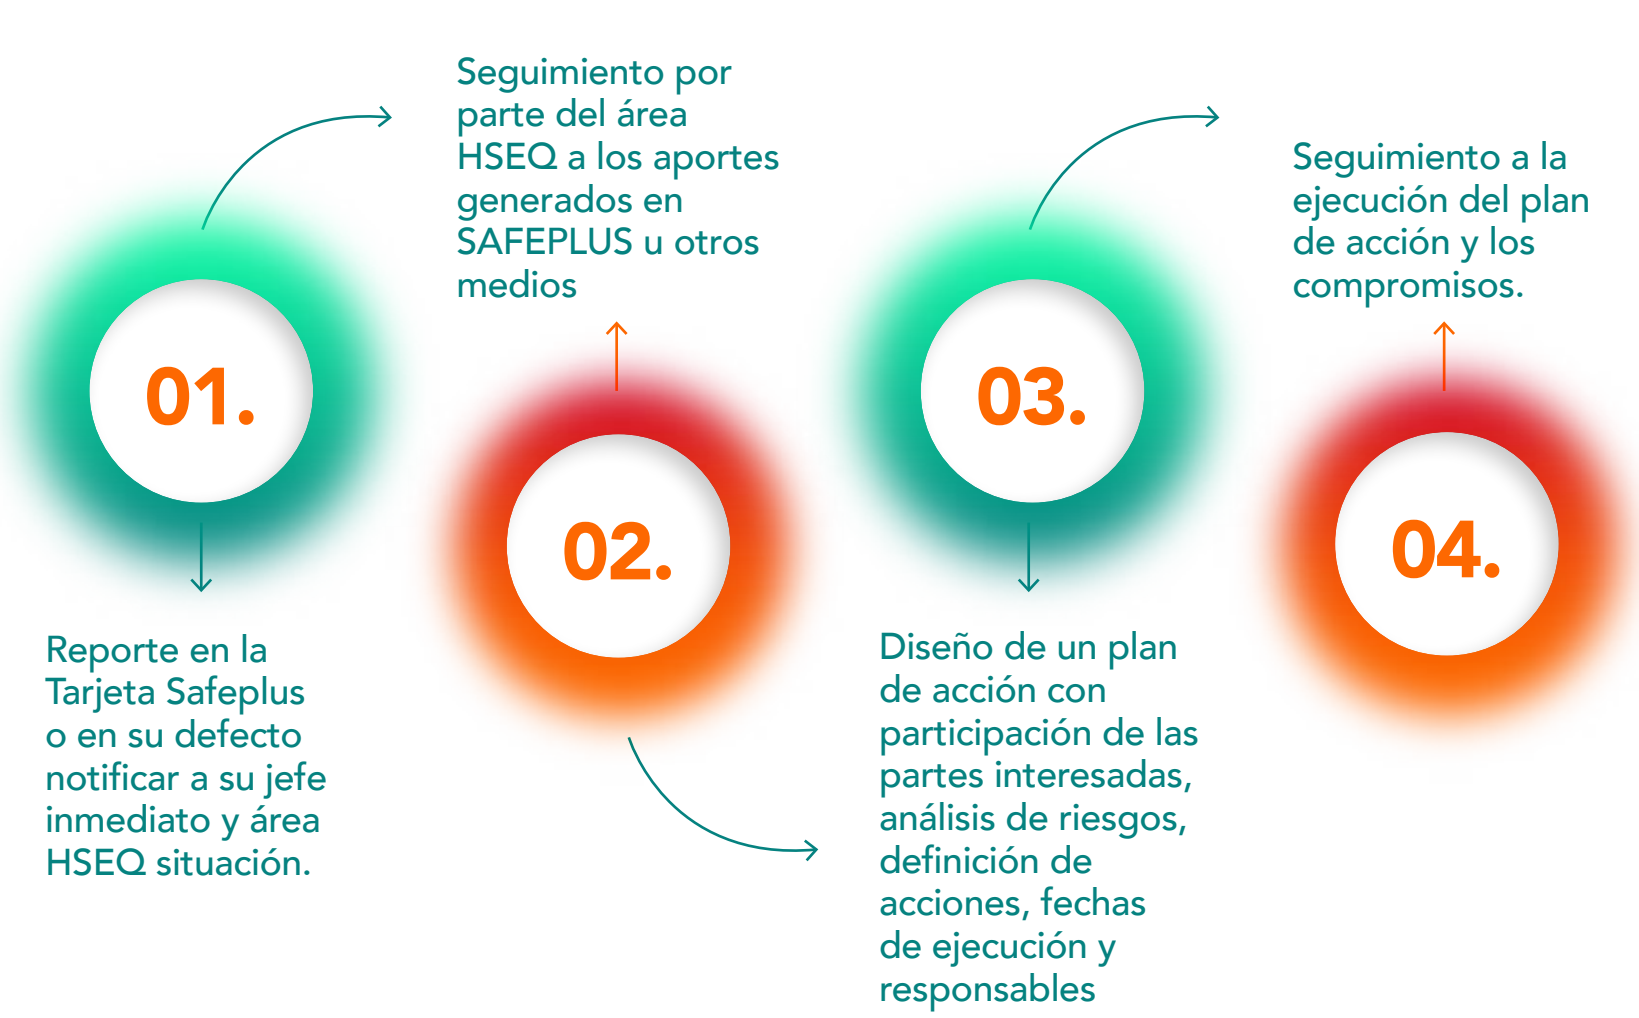 01.
Reporte en la
Tarjeta Safeplus
o en su defecto
notificar a su jefe
inmediato y área
HSEQ situación.
Seguimiento por
parte del área
HSEQ a los aportes
generados en
SAFEPLUS u otros
medios
02.
03.
Diseño de un plan
de acción con
participación de las
partes interesadas,
análisis de riesgos,
definición de
acciones, fechas
de ejecución y
responsables
Seguimiento a la
ejecución del plan
de acción y los
compromisos.
04.